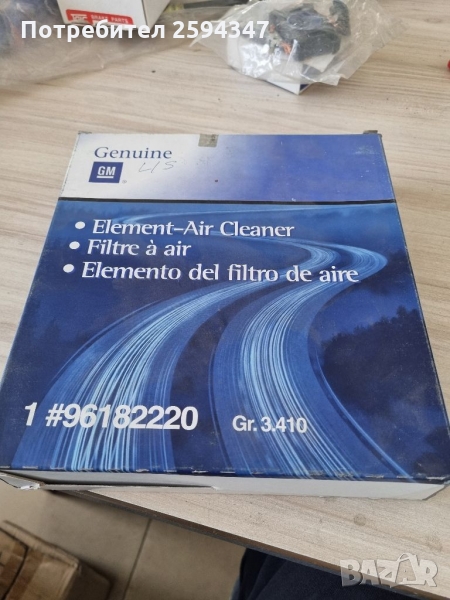 Потребител 2594347
Genuine
GM
• Element-Air Cleaner
• Filtre à air
• Elemento del filtro de aire
1 #96182220 Gr. 3.410
BAZAR